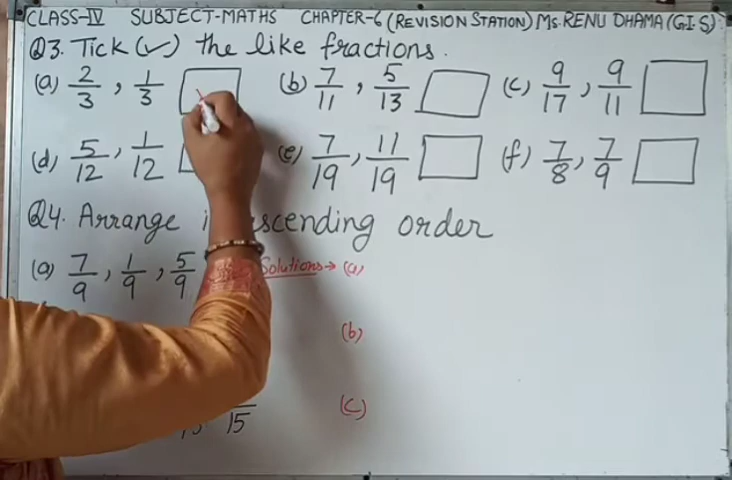 CLASS-IV SUBJECT-MATHS CHAPTER-6 (REVISION STATION) MS. RENU DHAMA (G.I.S)
Q3. Tick (✓) the like fractions.
(a) 2/3, 1/3 (b) 7/11, 5/13 (c) 9/17, 9/11
(d) 5/12, 1/12 (e) 7/19, 11/19 (f) 7/8, 7/9
Q4. Arrange order
(a) 7/9, 1/9, 5/9 Solutions→ (a)
(b)
(c)
15